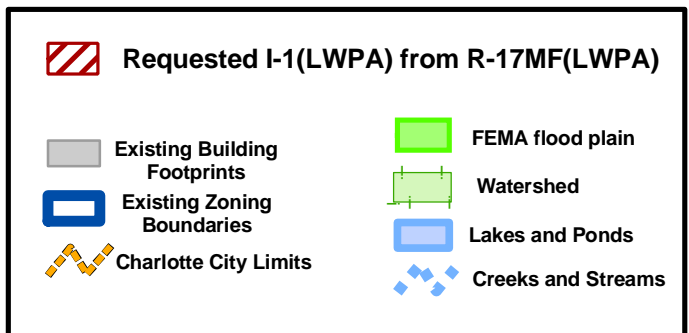 Requested I-1(LWPA) from R-17MF(LWPA)
Existing Building
Footprints
Existing Zoning
Boundaries
Charlotte City Limits
FEMA flood plain
Watershed
Lakes and Ponds
Creeks and Streams